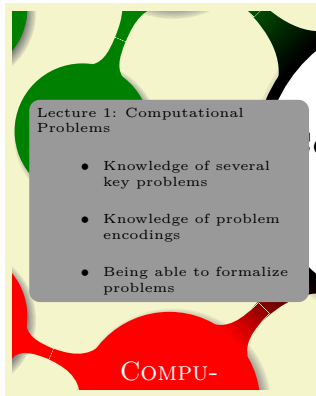 Lecture 1: Computational
Problems
• Knowledge of several
key problems
• Knowledge of problem
encodings
• Being able to formalize
problems
COMPU-